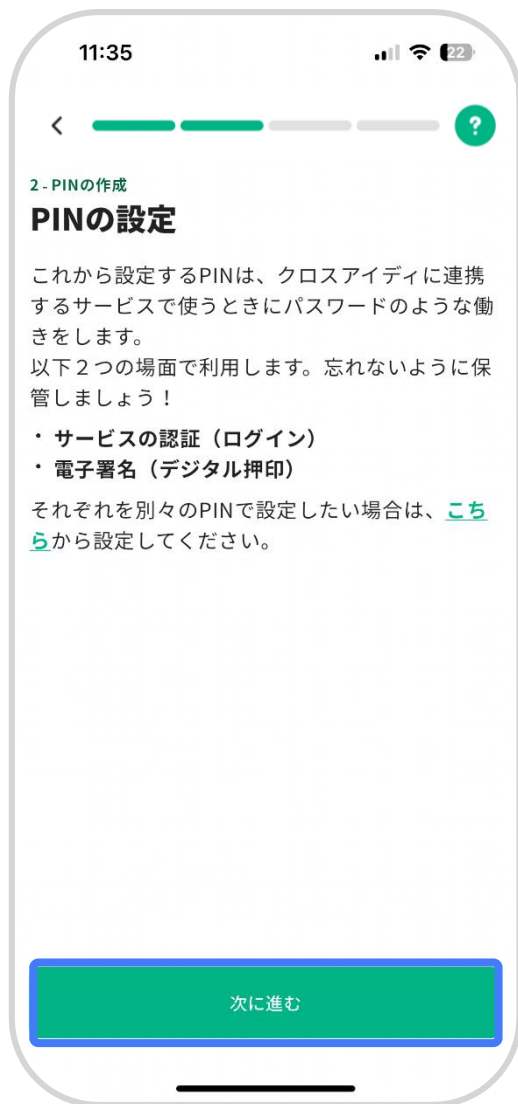 11:35
22
?
2 - PINの作成
PINの設定
これから設定するPINは、クロスアイディに連携
するサービスで使うときにパスワードのような働
きをします。
以下２つの場面で利用します。忘れないように保
管しましょう！
・ サービスの認証（ログイン）
・ 電子署名（デジタル押印）
それぞれを別々のPINで設定したい場合は、こち
らから設定してください。
次に進む